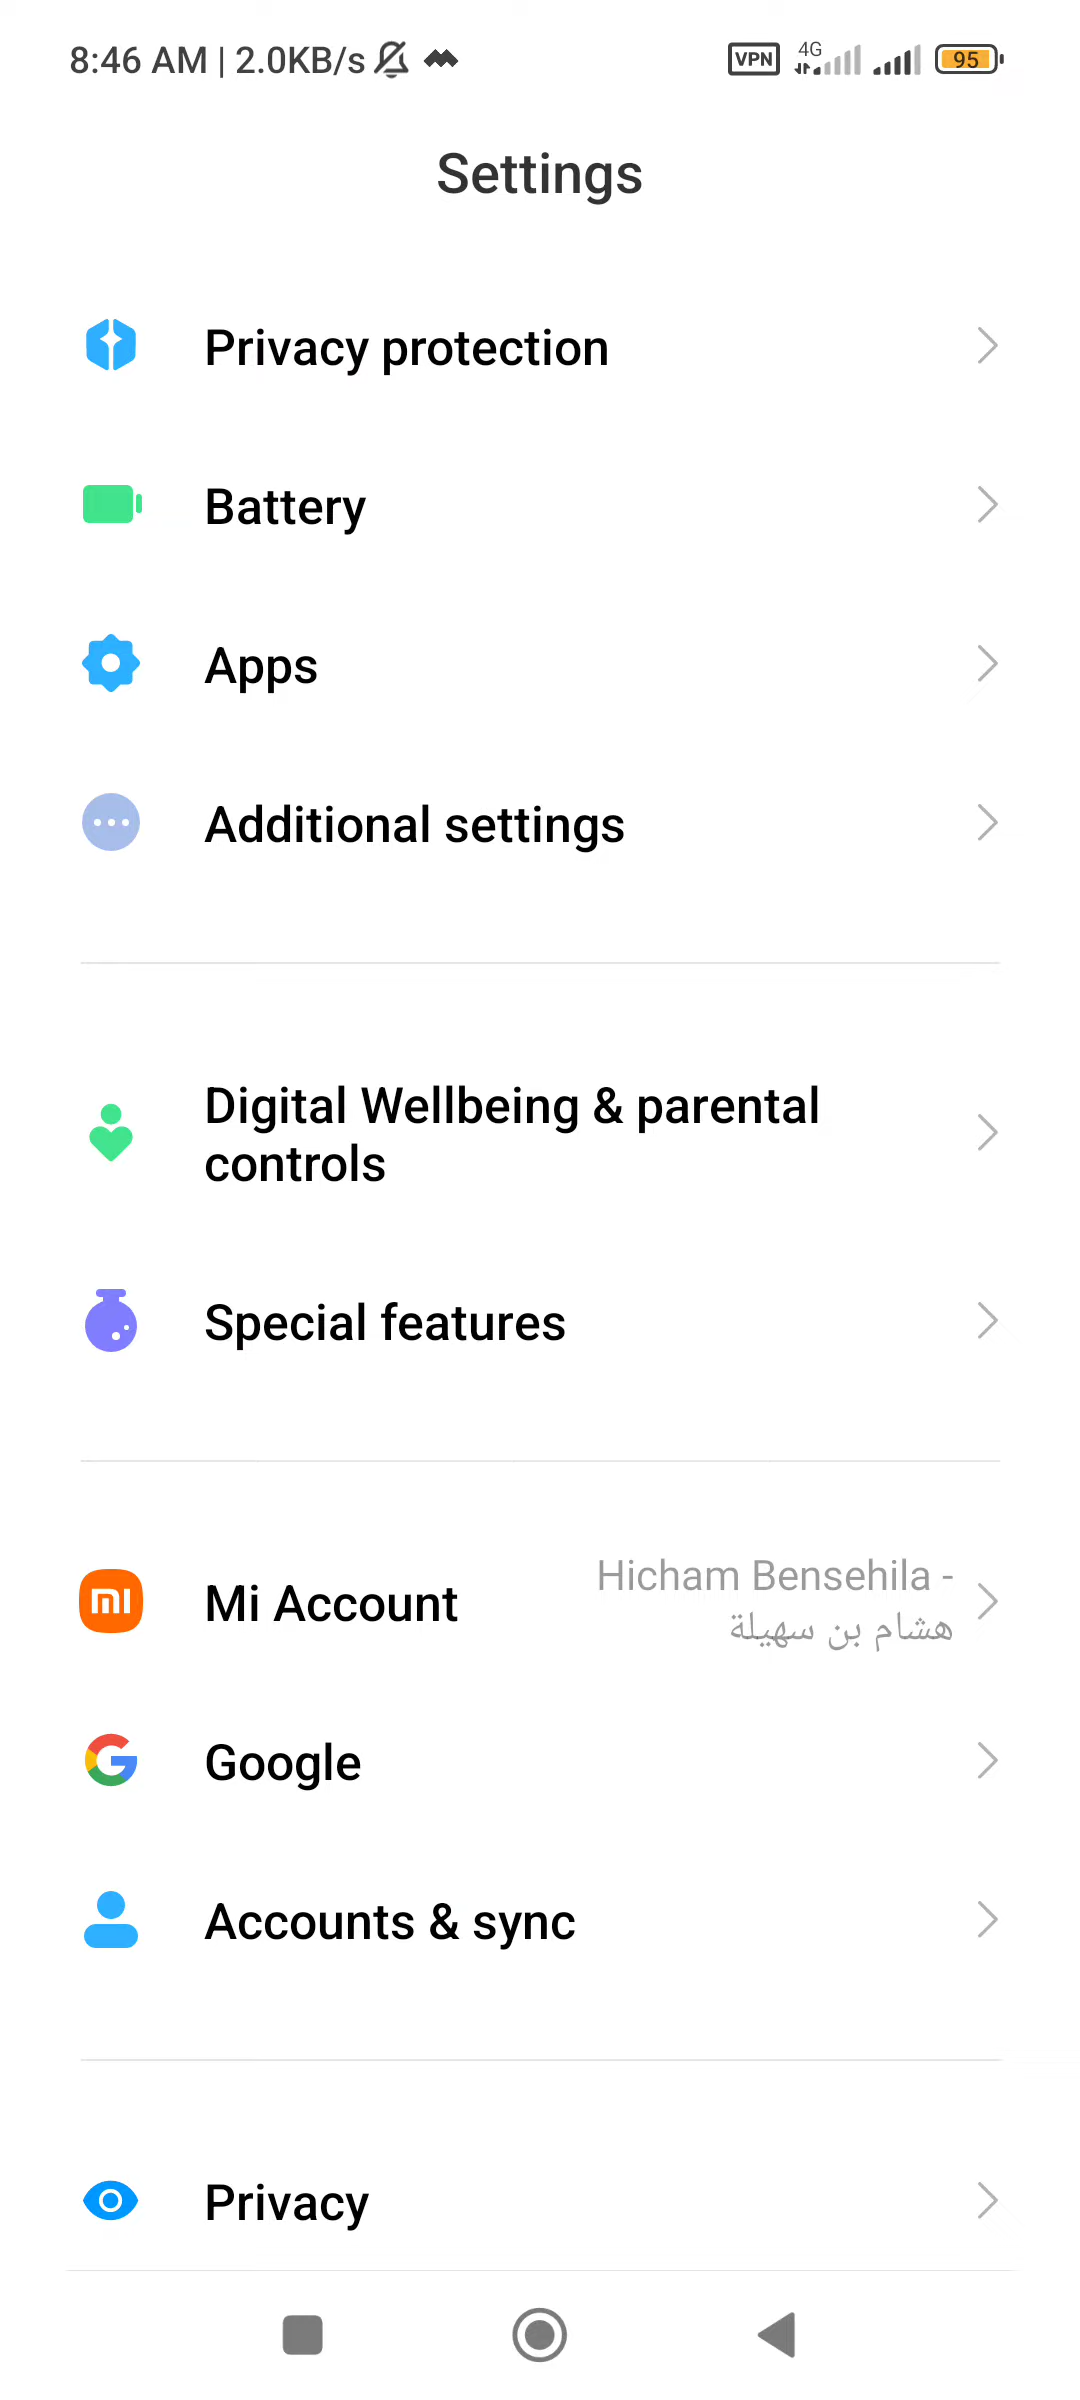 8:46 AM | 2.0KB/s
VPN 4G 95
Settings
Privacy protection
Battery
Apps
Additional settings
Digital Wellbeing & parental
controls
Special features
Mi Account
Hicham Bensehila -
هشام بن سهيلة
Google
Accounts & sync
Privacy